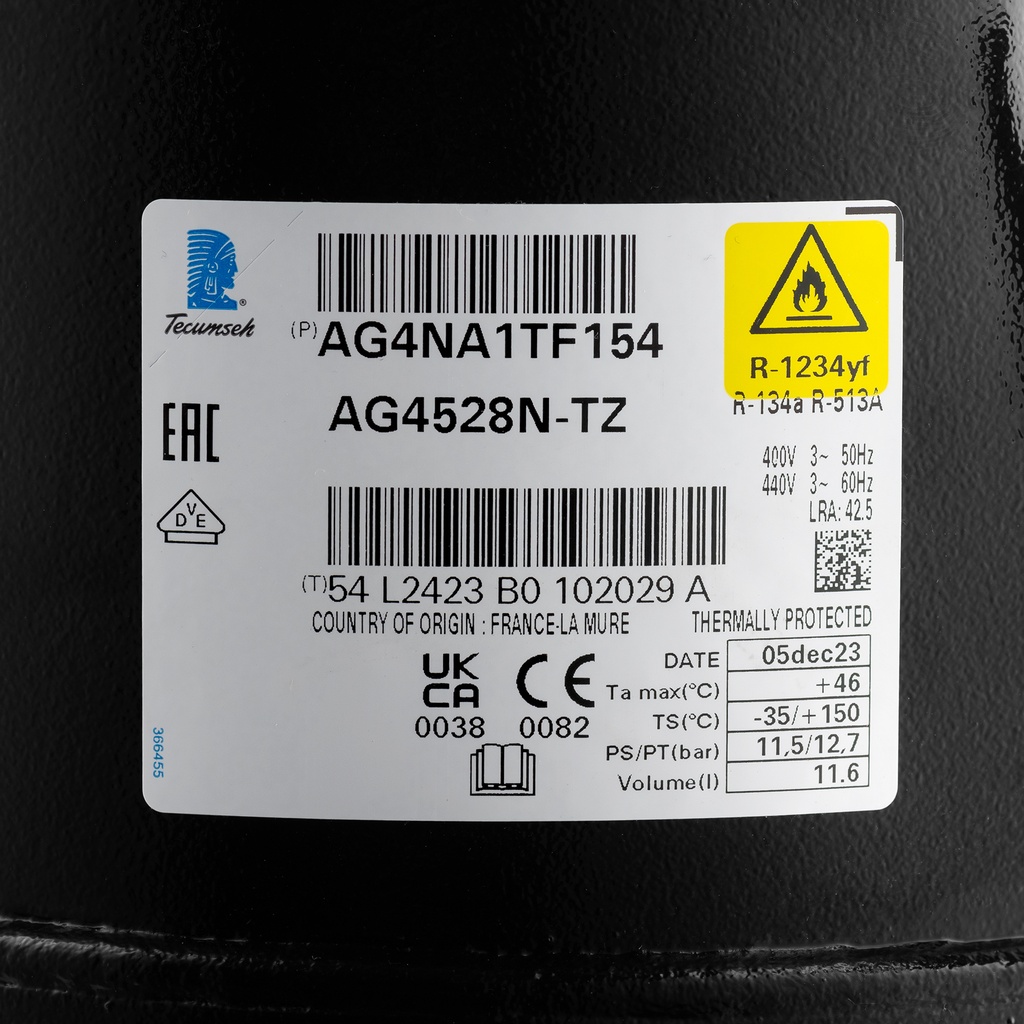 Tecumseh ®
(P)AG4NA1TF154
AG4528N-TZ
R-1234yf
R-134a R-513A
EAC
VDE
400V 3~ 50Hz
440V 3~ 60Hz
LRA: 42.5
(T)54 L2423 B0 102029 A
COUNTRY OF ORIGIN : FRANCE-LA MURE
THERMALLY PROTECTED
UK
CA
0038
CE
0082
DATE 05dec23
Ta max(°C) +46
TS(°C) -35/+150
PS/PT(bar) 11,5/12,7
Volume(l) 11.6
366455